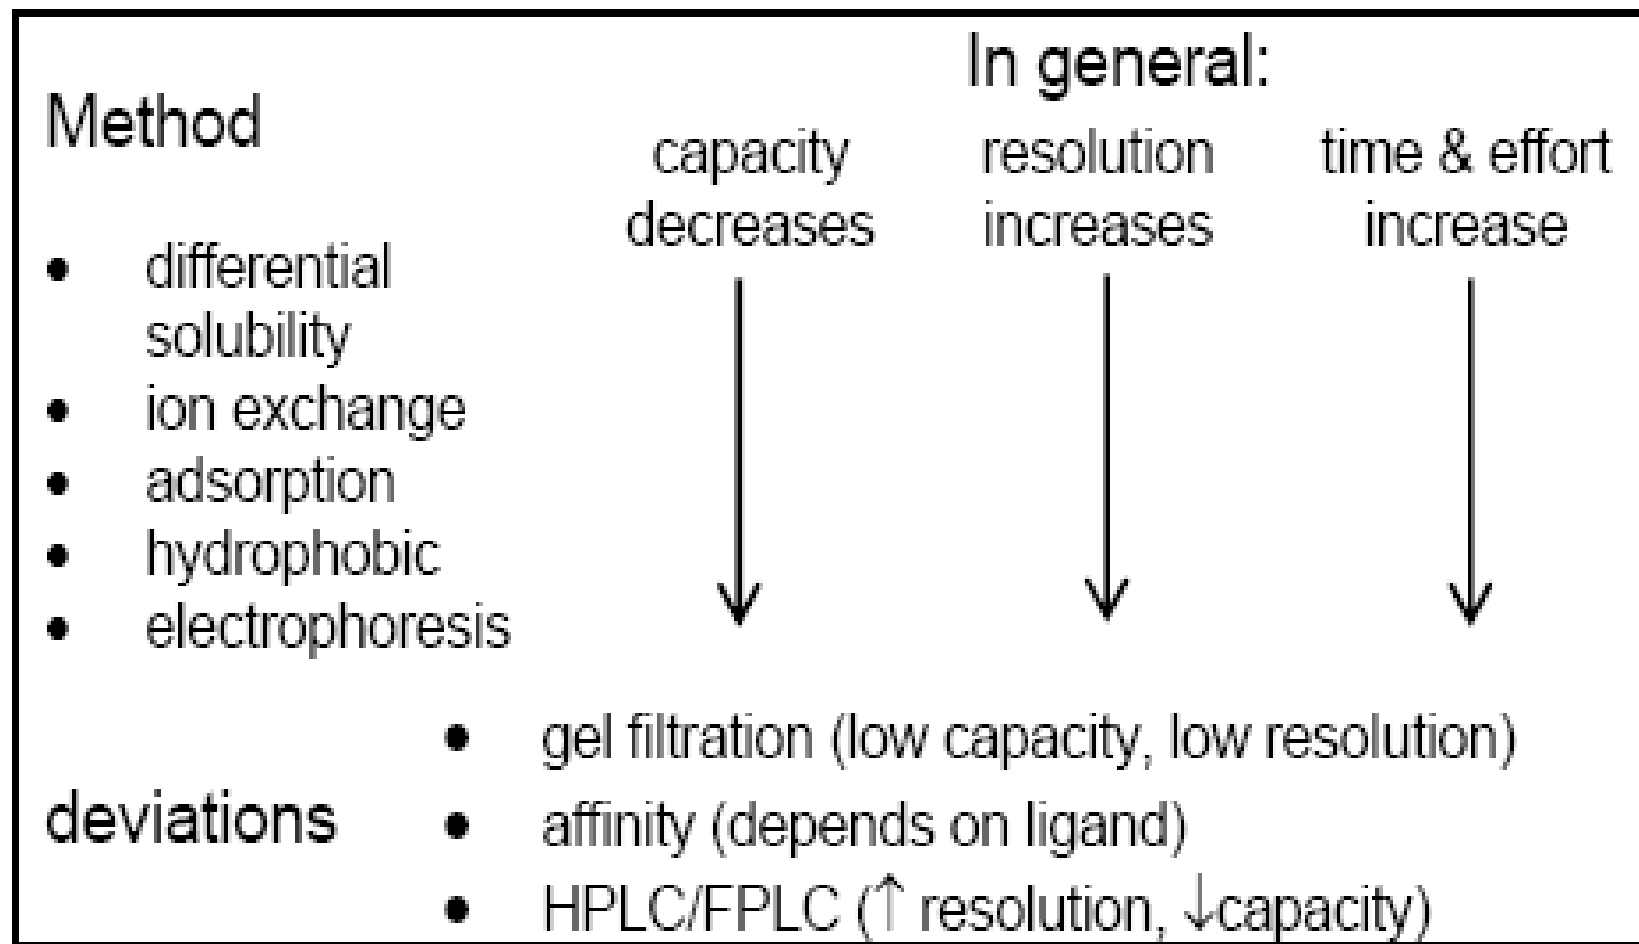 In general:
Method
capacity decreases
resolution increases
time & effort increase
• differential
solubility
• ion exchange
• adsorption
• hydrophobic
• electrophoresis
deviations
• gel filtration (low capacity, low resolution)
• affinity (depends on ligand)
• HPLC/FPLC (↑ resolution, ↓capacity)